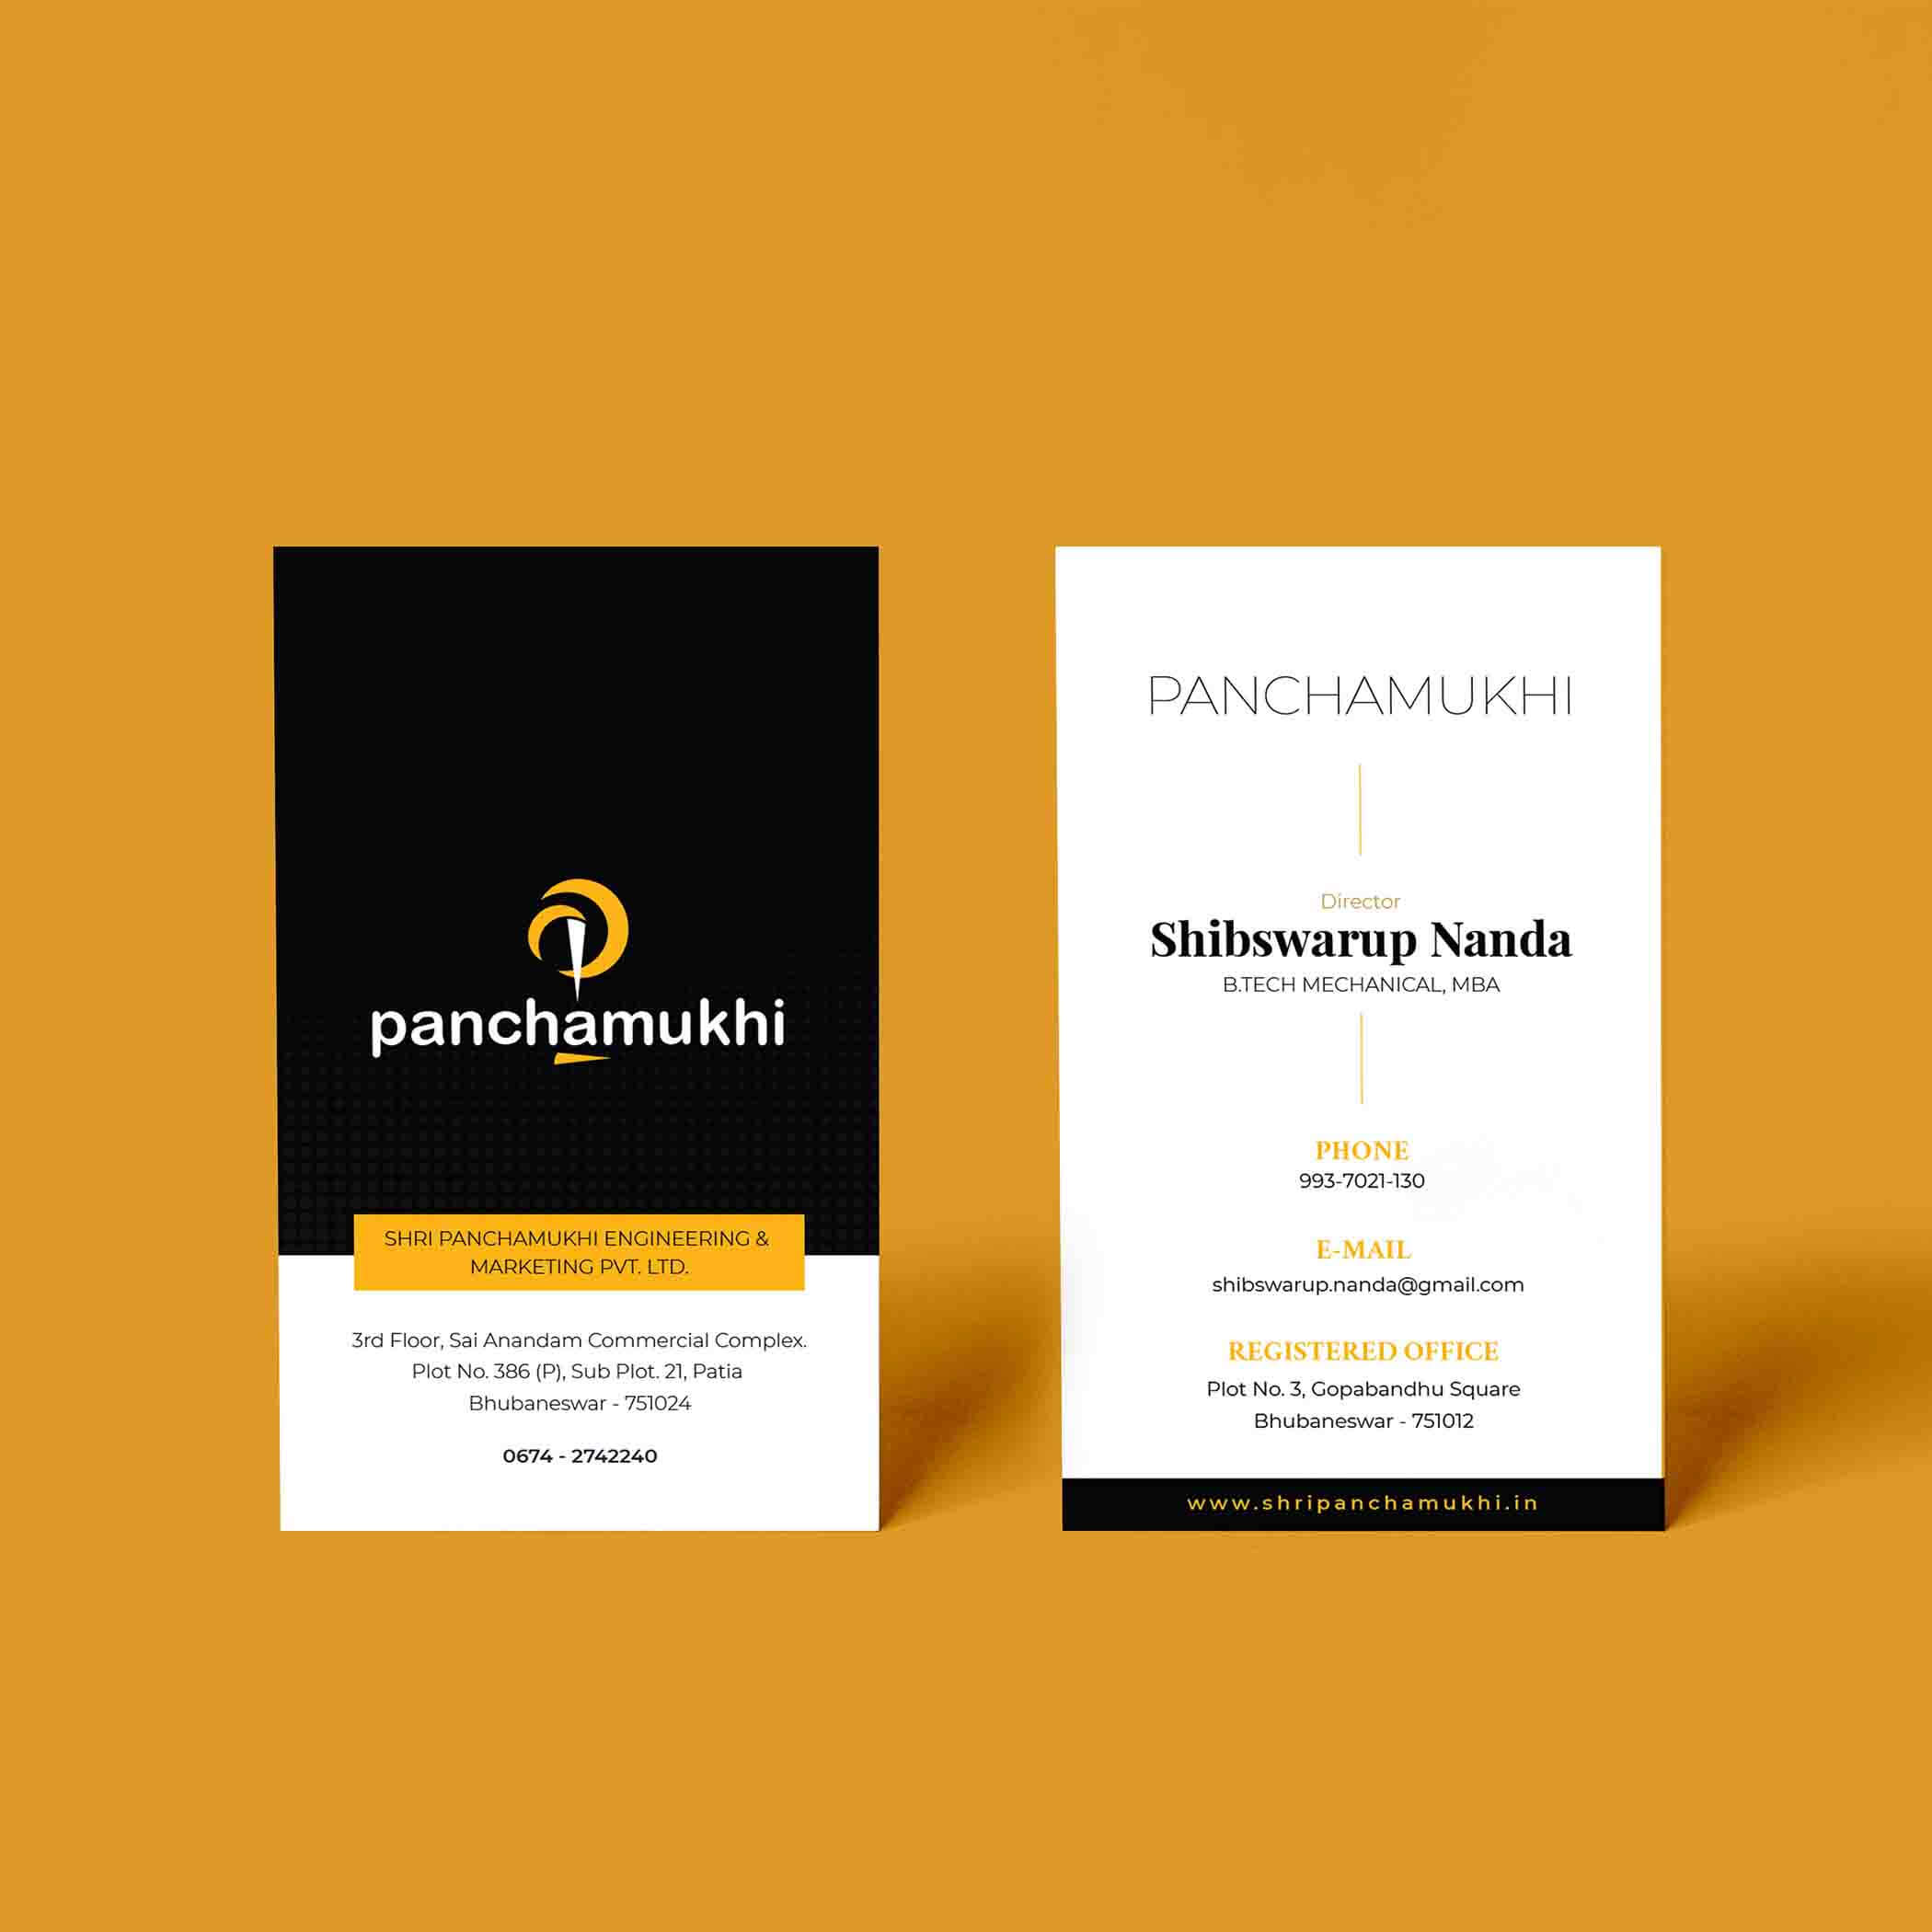 panchamukhi
SHRI PANCHAMUKHI ENGINEERING &
MARKETING PVT. LTD.
3rd Floor, Sai Anandam Commercial Complex.
Plot No. 386 (P), Sub Plot. 21, Patia
Bhubaneswar - 751024
0674 - 2742240
PANCHAMUKHI
Director
Shibswarup Nanda
B.TECH MECHANICAL, MBA
PHONE
993-7021-130
E-MAIL
shibswarup.nanda@gmail.com
REGISTERED OFFICE
Plot No. 3, Gopabandhu Square
Bhubaneswar - 751012
www.shripanchamukhi.in